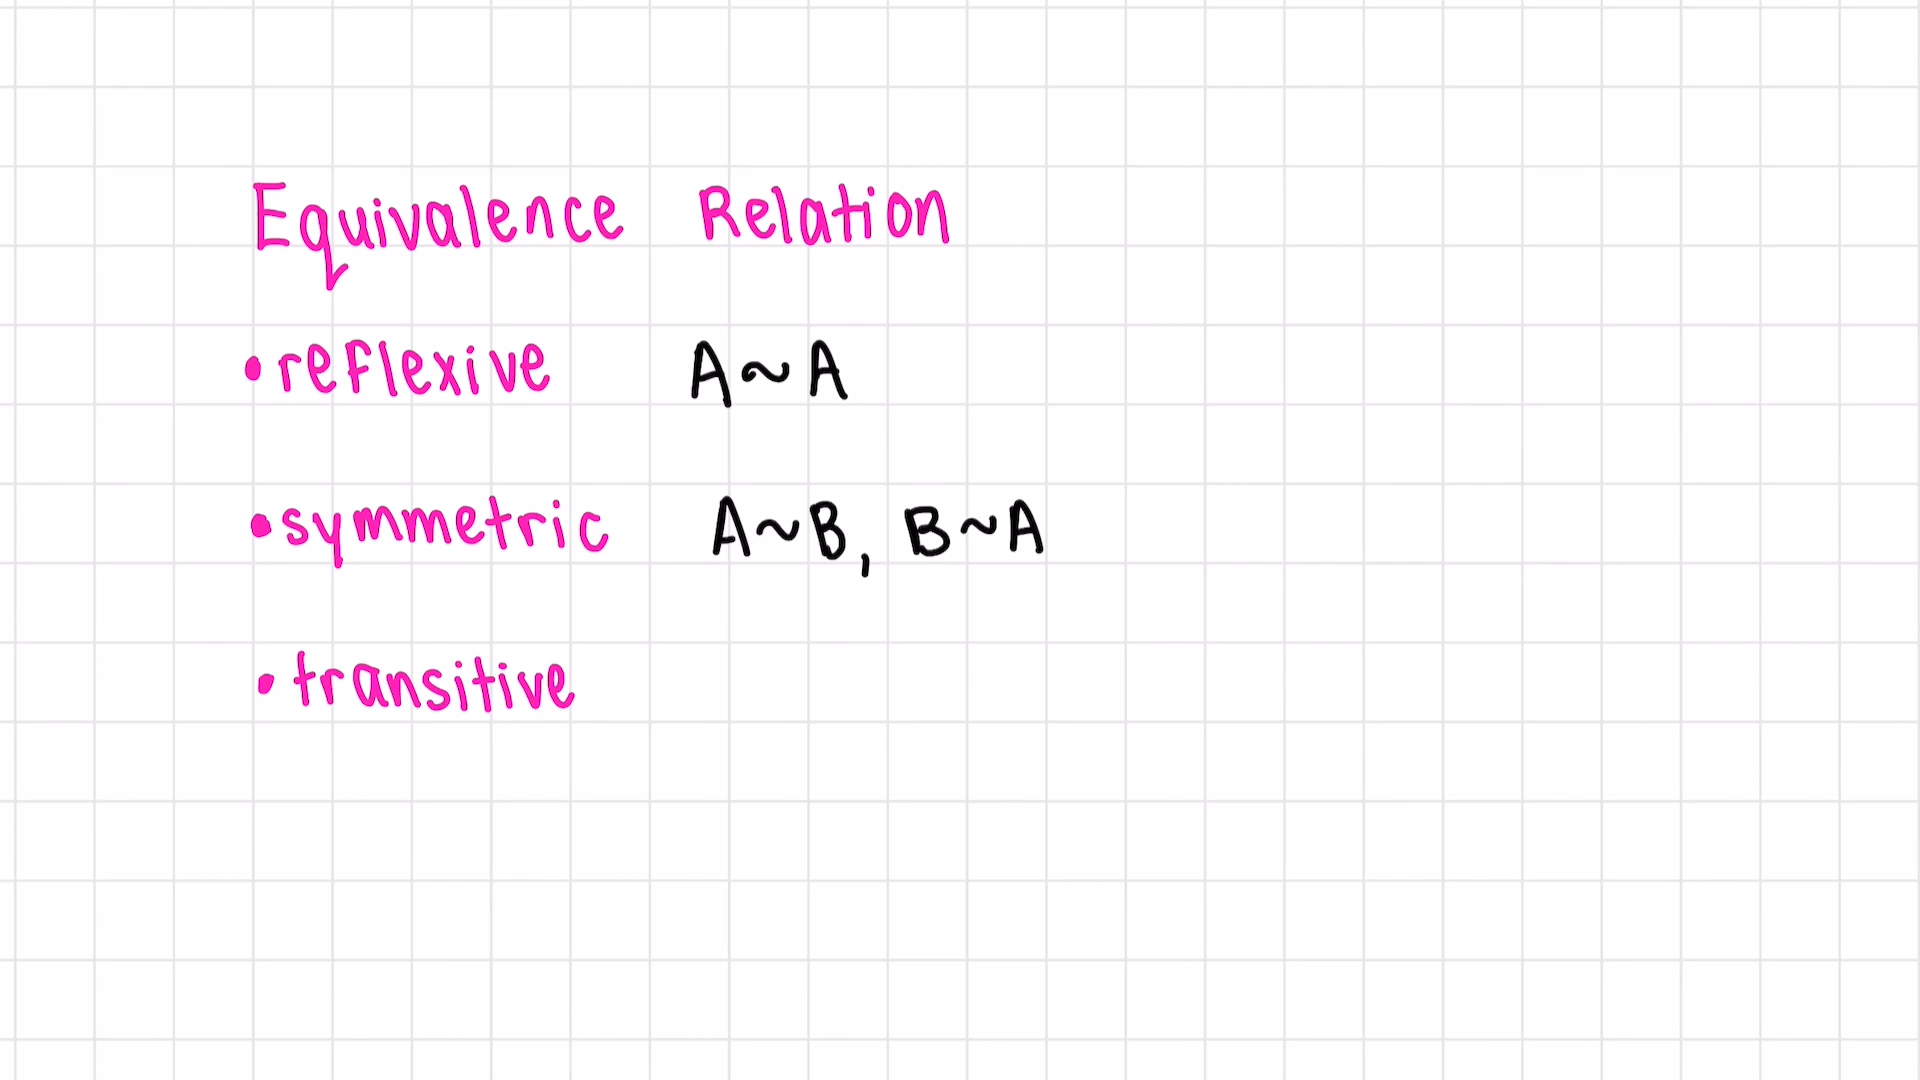 Equivalence Relation
•reflexive A~A
•symmetric A~B, B~A
•transitive